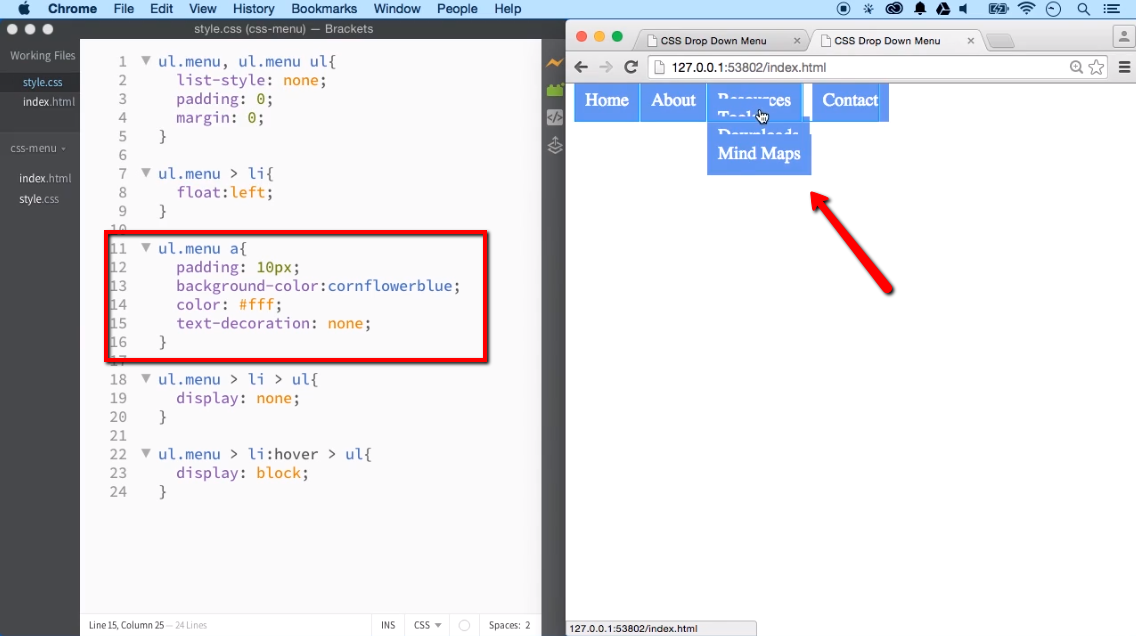 Chrome File Edit View History Bookmarks Window People Help
style.css (css-menu) — Brackets
Working Files
style.css
index.html
css-menu
index.html
style.css
1 ul.menu, ul.menu ul{
2 list-style: none;
3 padding: 0;
4 margin: 0;
5 }
6
7 ul.menu > li{
8 float:left;
9 }
10
11 ul.menu a{
12 padding: 10px;
13 background-color:cornflowerblue;
14 color: #fff;
15 text-decoration: none;
16 }
17
18 ul.menu > li > ul{
19 display: none;
20 }
21
22 ul.menu > li:hover > ul{
23 display: block;
24 }
Line 15, Column 25 — 24 Lines
INS CSS Spaces: 2
CSS Drop Down Menu
CSS Drop Down Menu
127.0.0.1:53802/index.html
Home About Resources Contact
Tools
Downloads
Mind Maps
127.0.0.1:53802/index.html